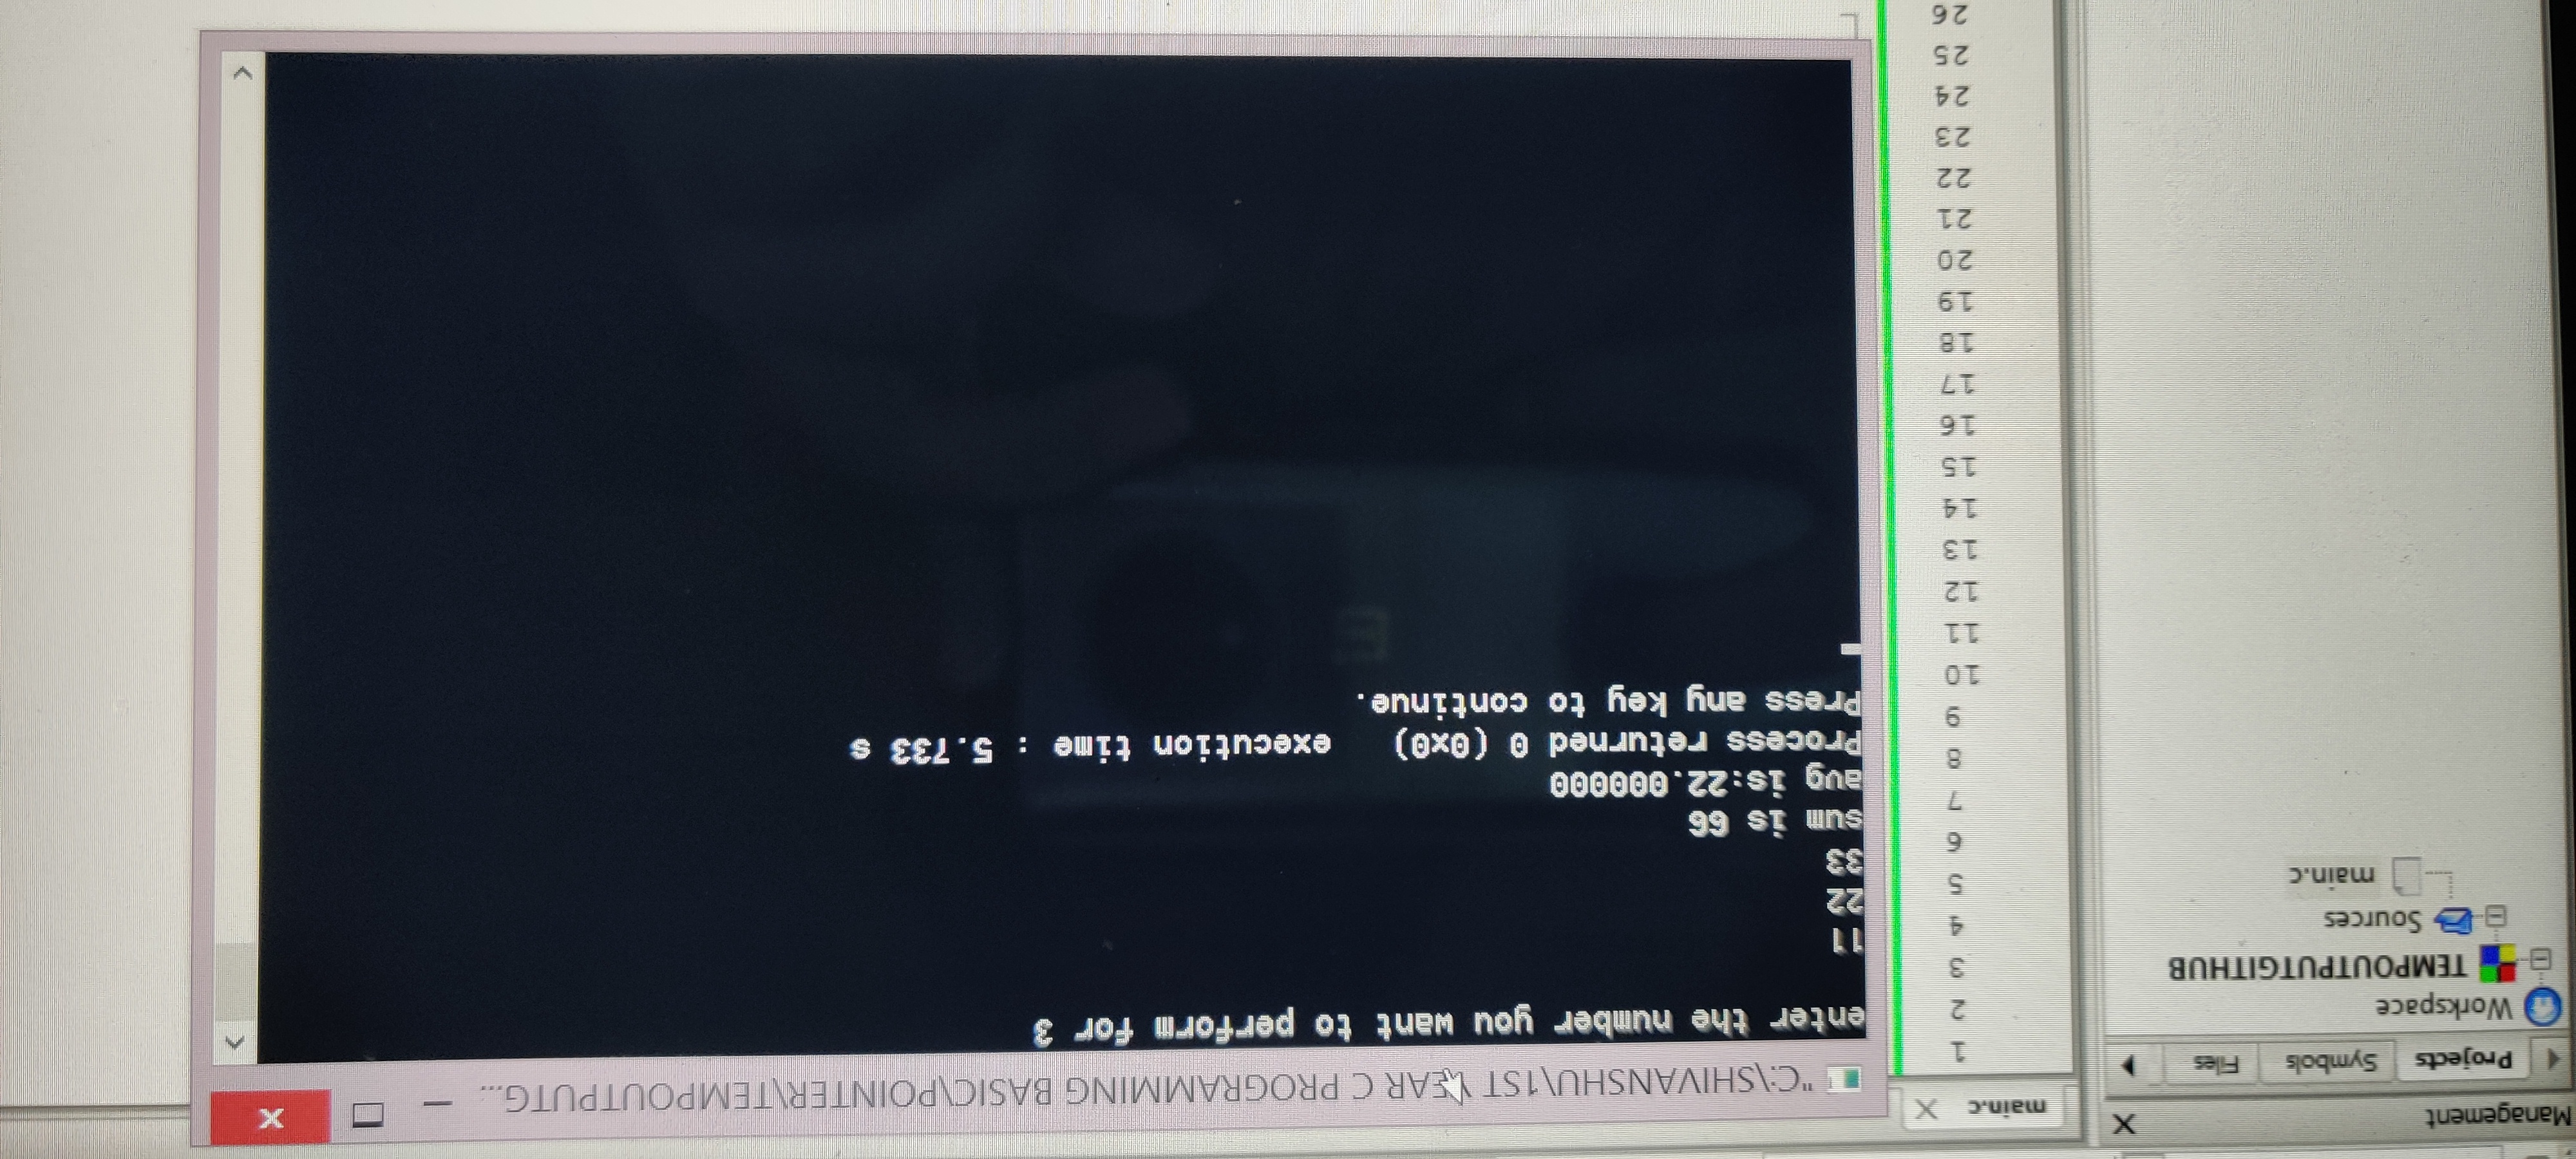 Management
Projects Symbols Files
Workspace
TEMPOUTPUTGITHUB
Sources
main.c
main.c
1
2
3
4
5
6
7
8
9
10
11
12
13
14
15
16
17
18
19
20
21
22
23
24
25
26
"C:\SHIVANSHU\1ST YEAR C PROGRAMMING BASIC\POINTER\TEMPOUTPUTG...
enter the number you want to perform for 3
11
22
33
sum is 66
avg is:22.000000
Process returned 0 (0x0)   execution time : 5.733 s
Press any key to continue.